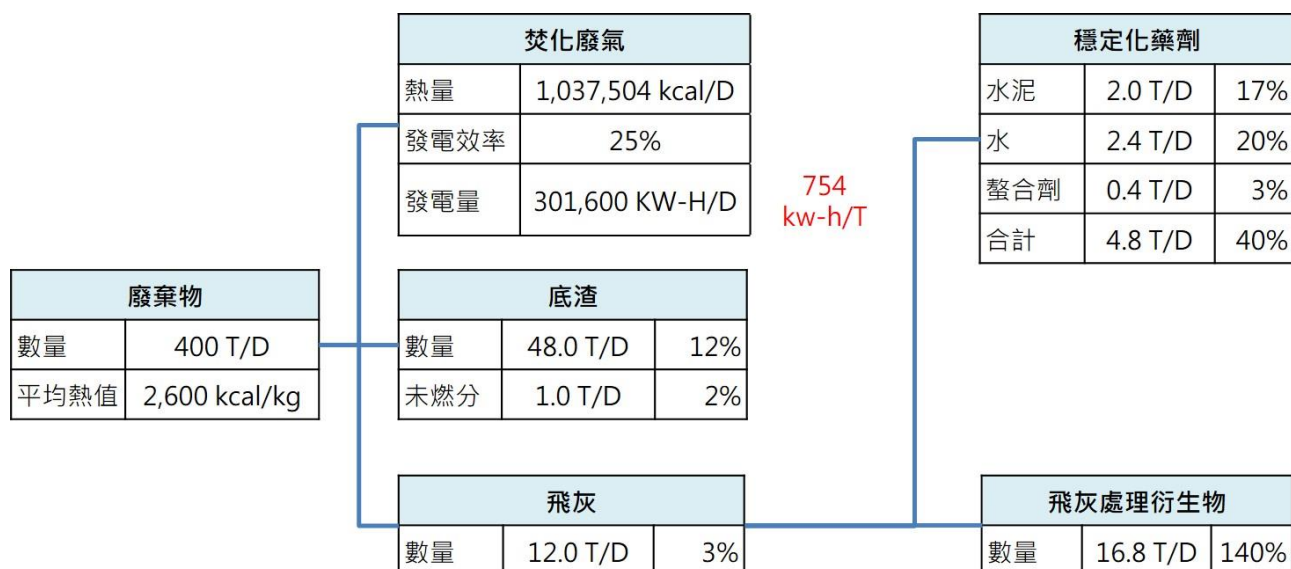 焚化廢氣
熱量 1,037,504 kcal/D
發電效率 25%
發電量 301,600 KW-H/D
754
kw-h/T
穩定化藥劑
水泥 2.0 T/D 17%
水 2.4 T/D 20%
螯合劑 0.4 T/D 3%
合計 4.8 T/D 40%
廢棄物
數量 400 T/D
平均熱值 2,600 kcal/kg
底渣
數量 48.0 T/D 12%
未燃分 1.0 T/D 2%
飛灰
數量 12.0 T/D 3%
飛灰處理衍生物
數量 16.8 T/D 140%